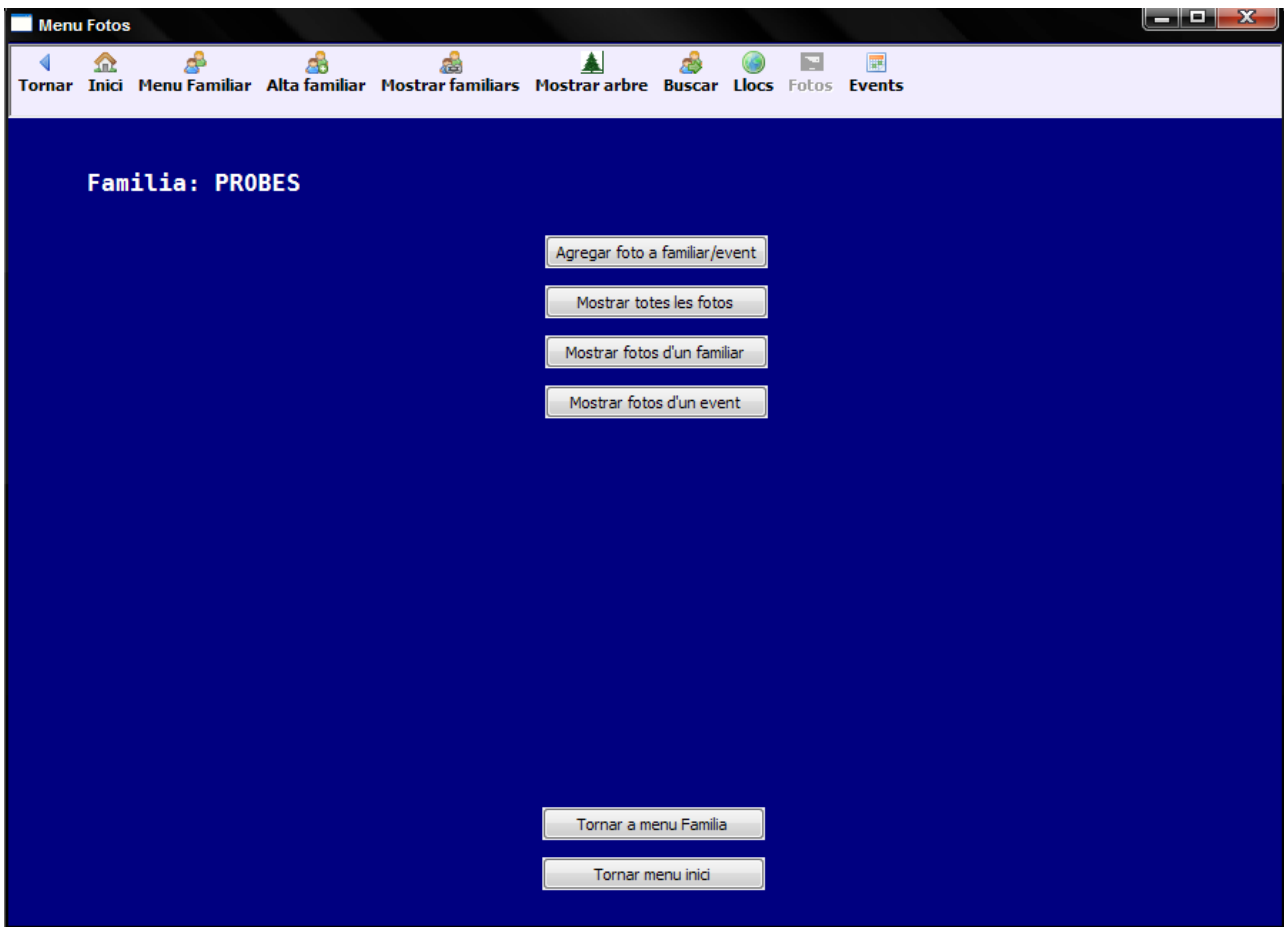 Menu Fotos
Tornar Inici Menu Familiar Alta familiar Mostrar familiars Mostrar arbre Buscar Llocs Fotos Events
Familia: PROBES
Agregar foto a familiar/event
Mostrar totes les fotos
Mostrar fotos d'un familiar
Mostrar fotos d'un event
Tornar a menu Familia
Tornar menu inici